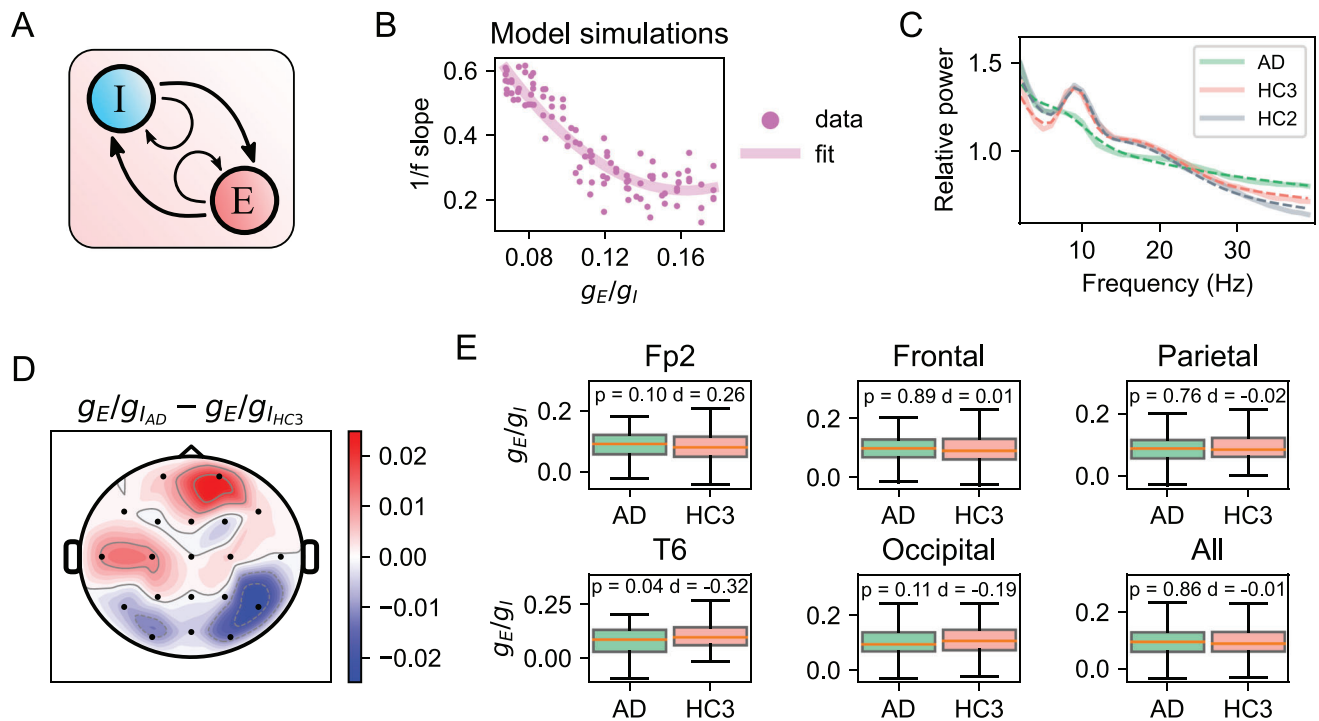 A
I
E
B
Model simulations
0.6
0.4
0.2
1/f slope
0.08
0.12
0.16
g_E/g_I
data
fit
C
1.5
1.0
Relative power
10
20
30
Frequency (Hz)
AD
HC3
HC2
D
g_E/g_I_AD − g_E/g_I_HC3
0.02
0.01
0.00
−0.01
−0.02
E
Fp2
p = 0.10 d = 0.26
0.2
0.0
g_E/g_I
AD
HC3
Frontal
p = 0.89 d = 0.01
0.2
0.0
AD
HC3
Parietal
p = 0.76 d = -0.02
0.2
0.0
AD
HC3
T6
p = 0.04 d = -0.32
0.25
0.00
g_E/g_I
AD
HC3
Occipital
p = 0.11 d = -0.19
0.2
0.0
AD
HC3
All
p = 0.86 d = -0.01
0.2
0.0
AD
HC3